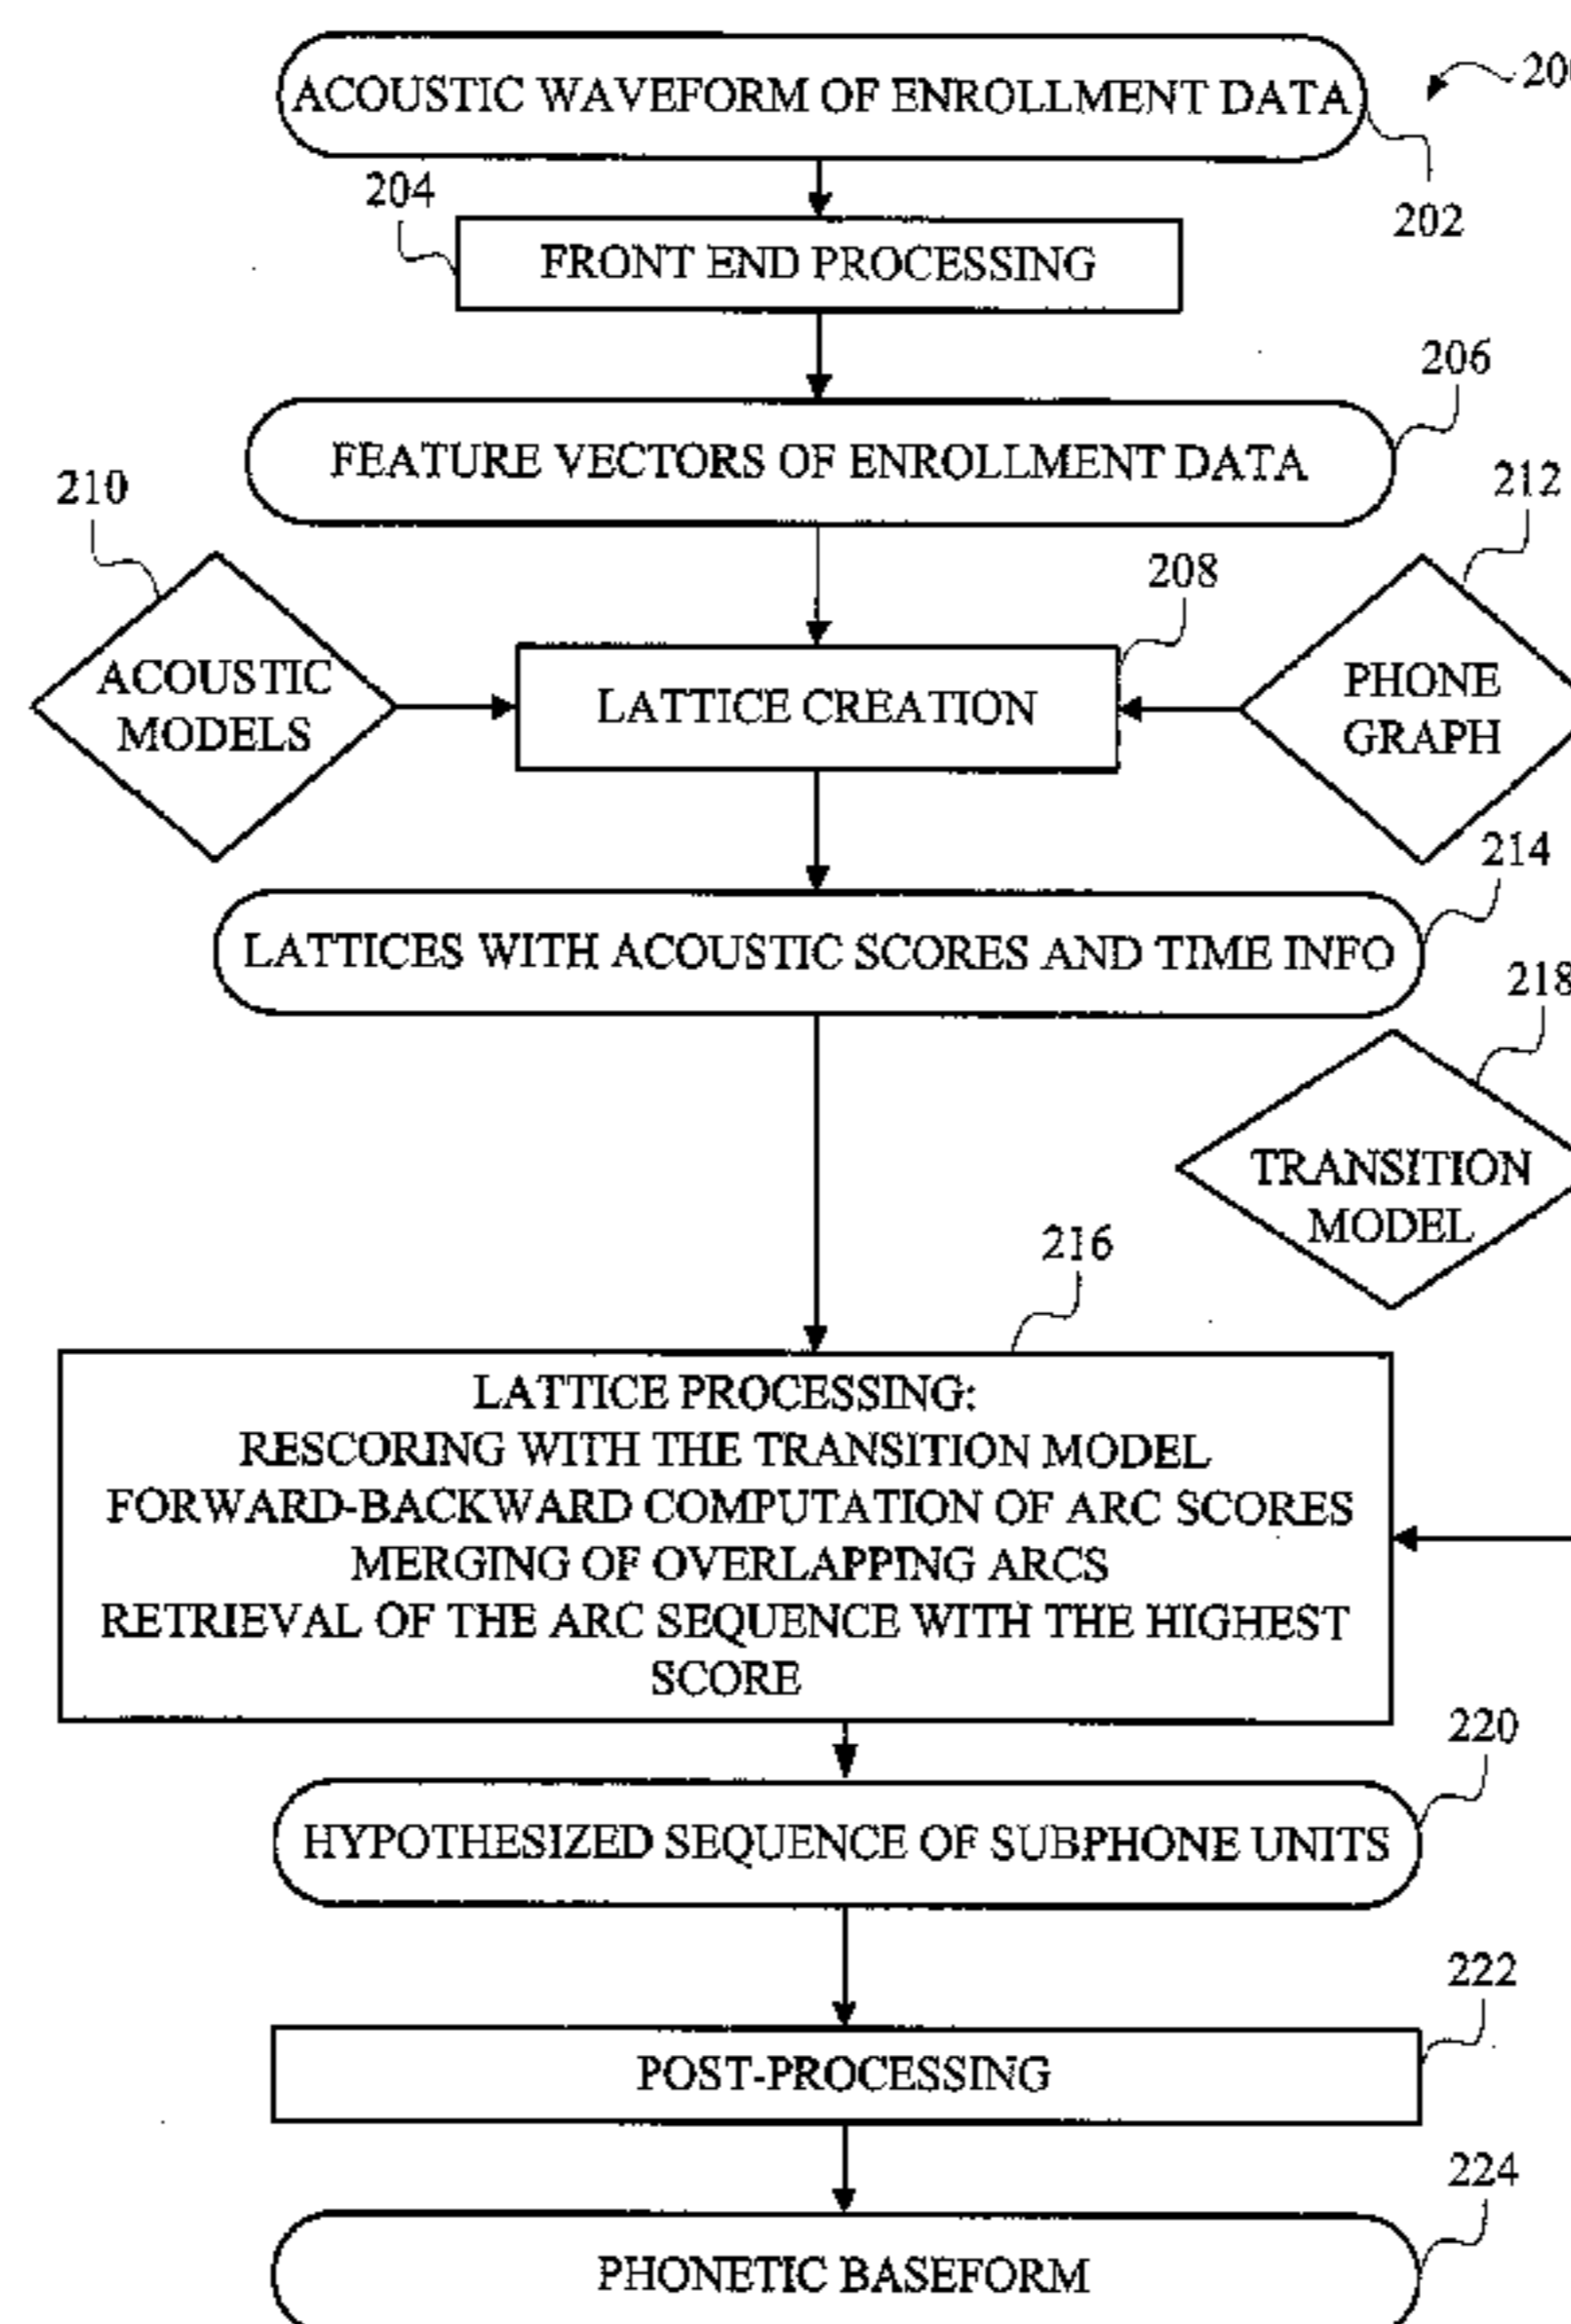 ACOUSTIC WAVEFORM OF ENROLLMENT DATA
202
204
FRONT END PROCESSING
206
FEATURE VECTORS OF ENROLLMENT DATA
210
212
208
ACOUSTIC
MODELS
LATTICE CREATION
PHONE
GRAPH
214
LATTICES WITH ACOUSTIC SCORES AND TIME INFO
218
TRANSITION
MODEL
216
LATTICE PROCESSING:
RESCORING WITH THE TRANSITION MODEL
FORWARD-BACKWARD COMPUTATION OF ARC SCORES
MERGING OF OVERLAPPING ARCS
RETRIEVAL OF THE ARC SEQUENCE WITH THE HIGHEST
SCORE
220
HYPOTHESIZED SEQUENCE OF SUBPHONE UNITS
222
POST-PROCESSING
224
PHONETIC BASEFORM